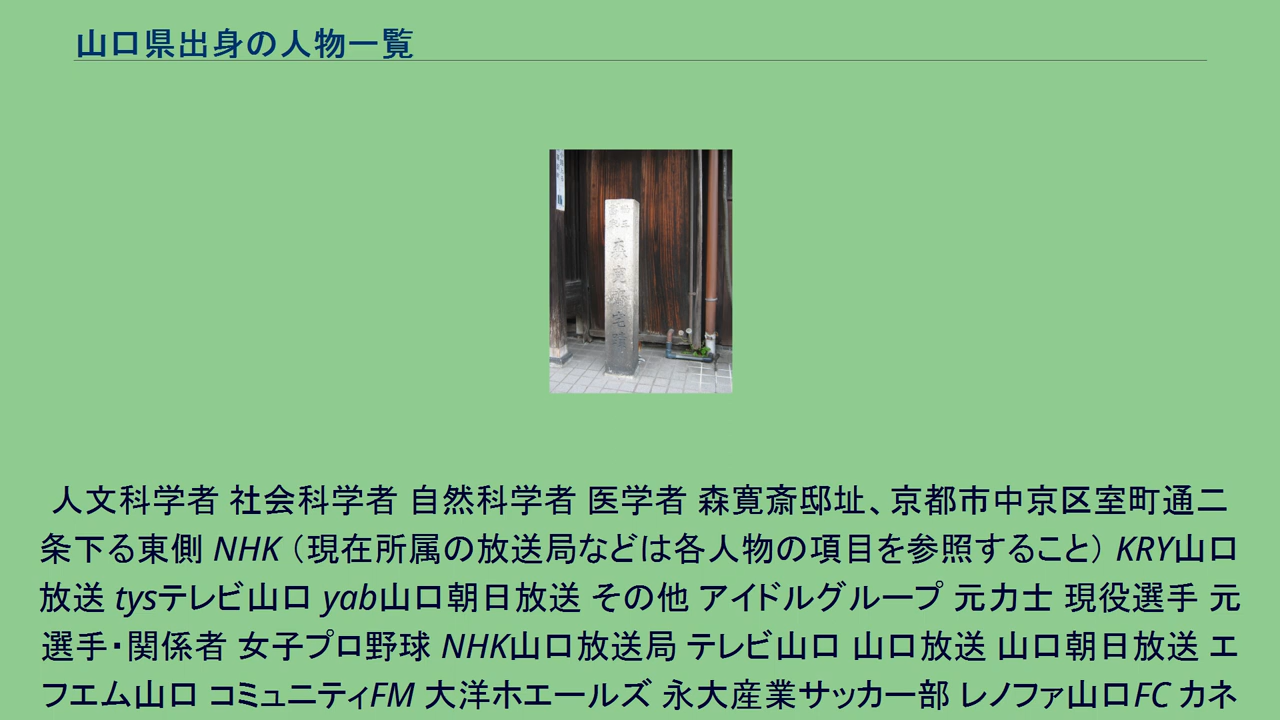 山口県出身の人物一覧
森寛斎宅址
人文科学者 社会科学者 自然科学者 医学者 森寛斎邸址、京都市中京区室町通二
条下る東側 NHK（現在所属の放送局などは各人物の項目を参照すること） KRY山口
放送 tysテレビ山口 yab山口朝日放送 その他 アイドルグループ 元力士 現役選手 元
選手・関係者 女子プロ野球 NHK山口放送局 テレビ山口 山口放送 山口朝日放送 エ
フエム山口 コミュニティFM 大洋ホエールズ 永大産業サッカー部 レノファ山口FC カネ